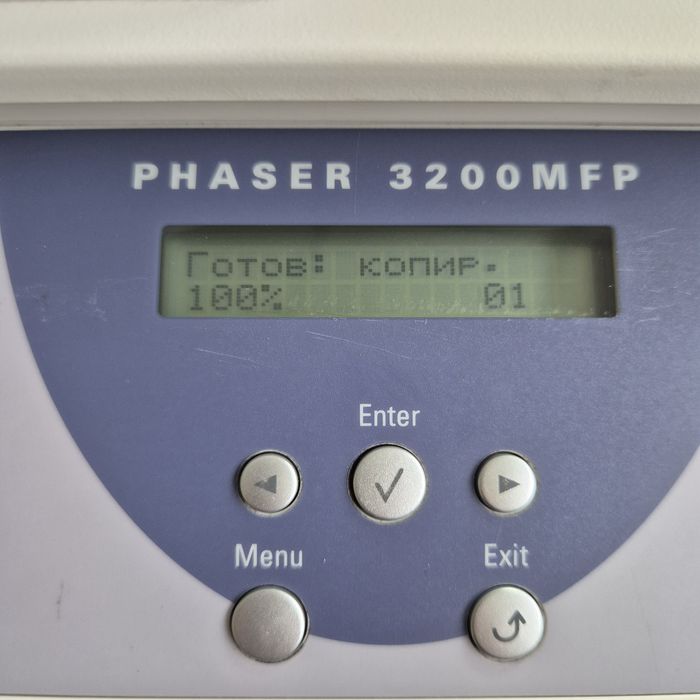 PHASER 3200MFP
Готов: копир.
100% 01
Enter
Menu Exit